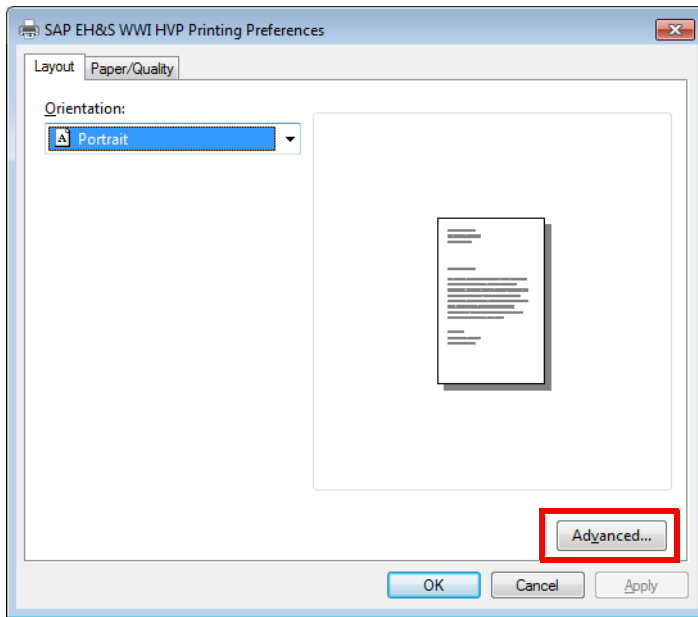 SAP EH&S WWI HVP Printing Preferences
Layout
Paper/Quality
Orientation:
A Portrait
Advanced...
OK
Cancel
Apply